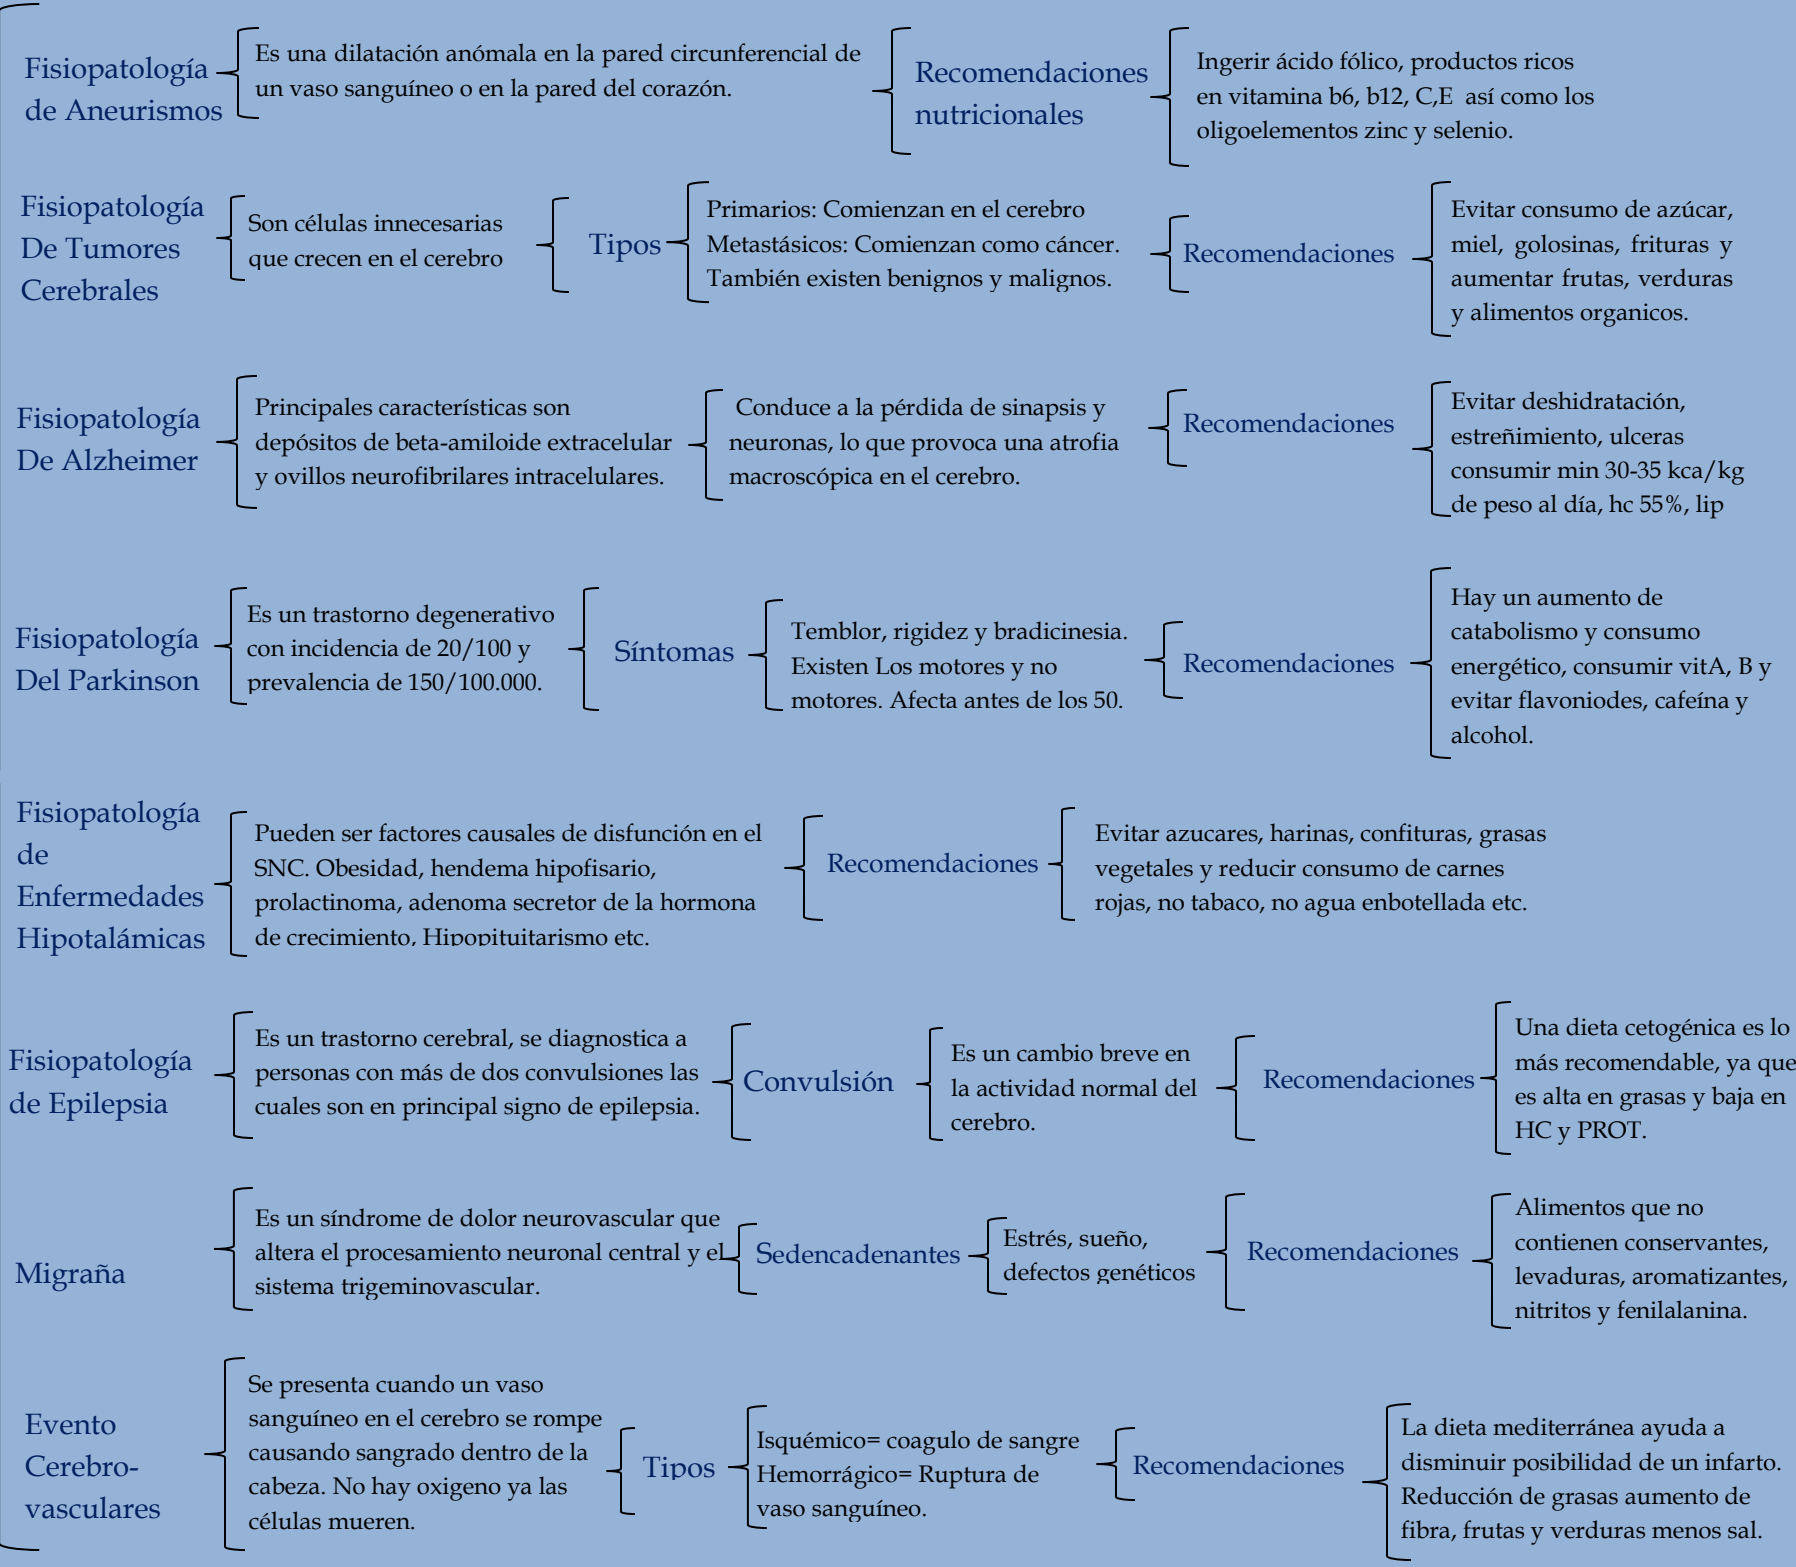 Fisiopatología
de Aneurismos
Es una dilatación anómala en la pared circunferencial de
un vaso sanguíneo o en la pared del corazón.
Recomendaciones
nutricionales
Ingerir ácido fólico, productos ricos
en vitamina b6, b12, C,E así como los
oligoelementos zinc y selenio.
Fisiopatología
De Tumores
Cerebrales
Son células innecesarias
que crecen en el cerebro
Tipos
Primarios: Comienzan en el cerebro
Metastásicos: Comienzan como cáncer.
También existen benignos y malignos.
Recomendaciones
Evitar consumo de azúcar,
miel, golosinas, frituras y
aumentar frutas, verduras
y alimentos organicos.
Fisiopatología
De Alzheimer
Principales características son
depósitos de beta-amiloide extracelular
y ovillos neurofibrilares intracelulares.
Conduce a la pérdida de sinapsis y
neuronas, lo que provoca una atrofia
macroscópica en el cerebro.
Recomendaciones
Evitar deshidratación,
estreñimiento, ulceras
consumir min 30-35 kca/kg
de peso al día, hc 55%, lip
Fisiopatología
Del Parkinson
Es un trastorno degenerativo
con incidencia de 20/100 y
prevalencia de 150/100.000.
Síntomas
Temblor, rigidez y bradicinesia.
Existen Los motores y no
motores. Afecta antes de los 50.
Recomendaciones
Hay un aumento de
catabolismo y consumo
energético, consumir vitA, B y
evitar flavoniodes, cafeína y
alcohol.
Fisiopatología
de
Enfermedades
Hipotalámicas
Pueden ser factores causales de disfunción en el
SNC. Obesidad, hendema hipofisario,
prolactinoma, adenoma secretor de la hormona
de crecimiento, Hipopituitarismo etc.
Recomendaciones
Evitar azucares, harinas, confituras, grasas
vegetales y reducir consumo de carnes
rojas, no tabaco, no agua enbotellada etc.
Fisiopatología
de Epilepsia
Es un trastorno cerebral, se diagnostica a
personas con más de dos convulsiones las
cuales son en principal signo de epilepsia.
Convulsión
Es un cambio breve en
la actividad normal del
cerebro.
Recomendaciones
Una dieta cetogénica es lo
más recomendable, ya que
es alta en grasas y baja en
HC y PROT.
Migraña
Es un síndrome de dolor neurovascular que
altera el procesamiento neuronal central y el
sistema trigeminovascular.
Sedencadenantes
Estrés, sueño,
defectos genéticos
Recomendaciones
Alimentos que no
contienen conservantes,
levaduras, aromatizantes,
nitritos y fenilalanina.
Evento
Cerebro-
vasculares
Se presenta cuando un vaso
sanguíneo en el cerebro se rompe
causando sangrado dentro de la
cabeza. No hay oxigeno ya las
células mueren.
Tipos
Isquémico= coagulo de sangre
Hemorrágico= Ruptura de
vaso sanguíneo.
Recomendaciones
La dieta mediterránea ayuda a
disminuir posibilidad de un infarto.
Reducción de grasas aumento de
fibra, frutas y verduras menos sal.